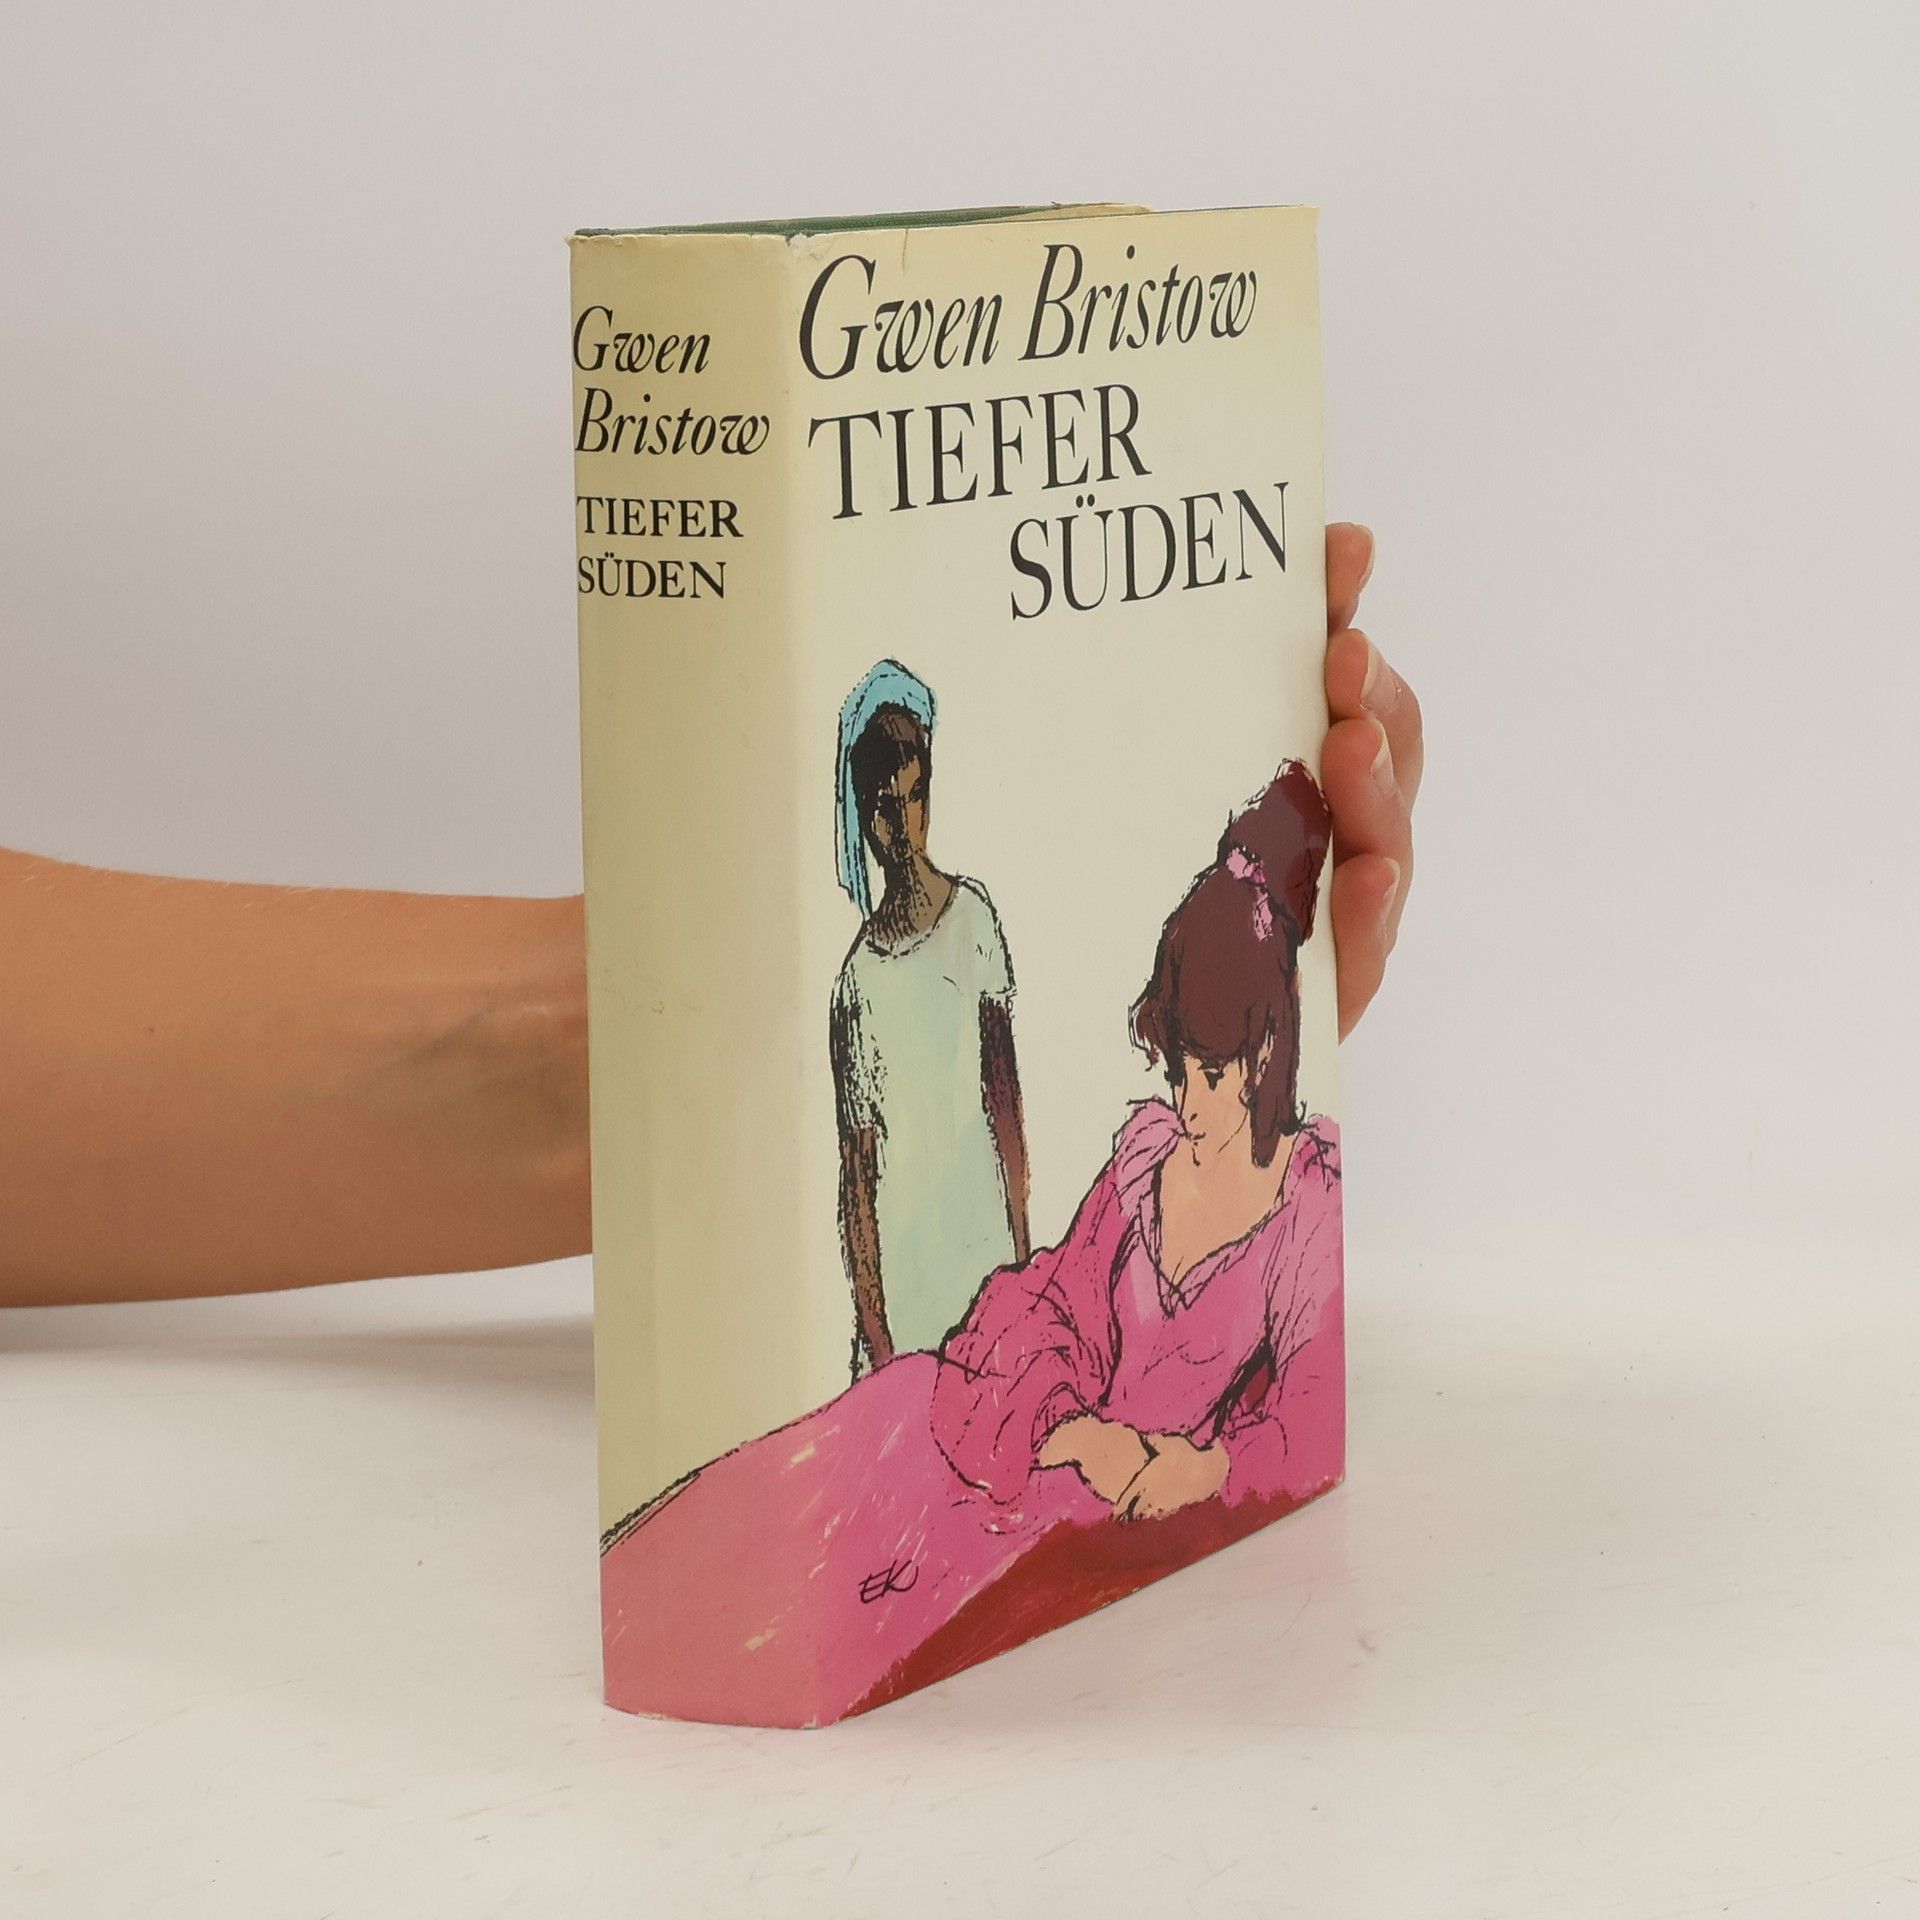 Gwen
Bristow
TIEFER
SÜDEN
Gwen Bristow
TIEFER
SÜDEN
EK